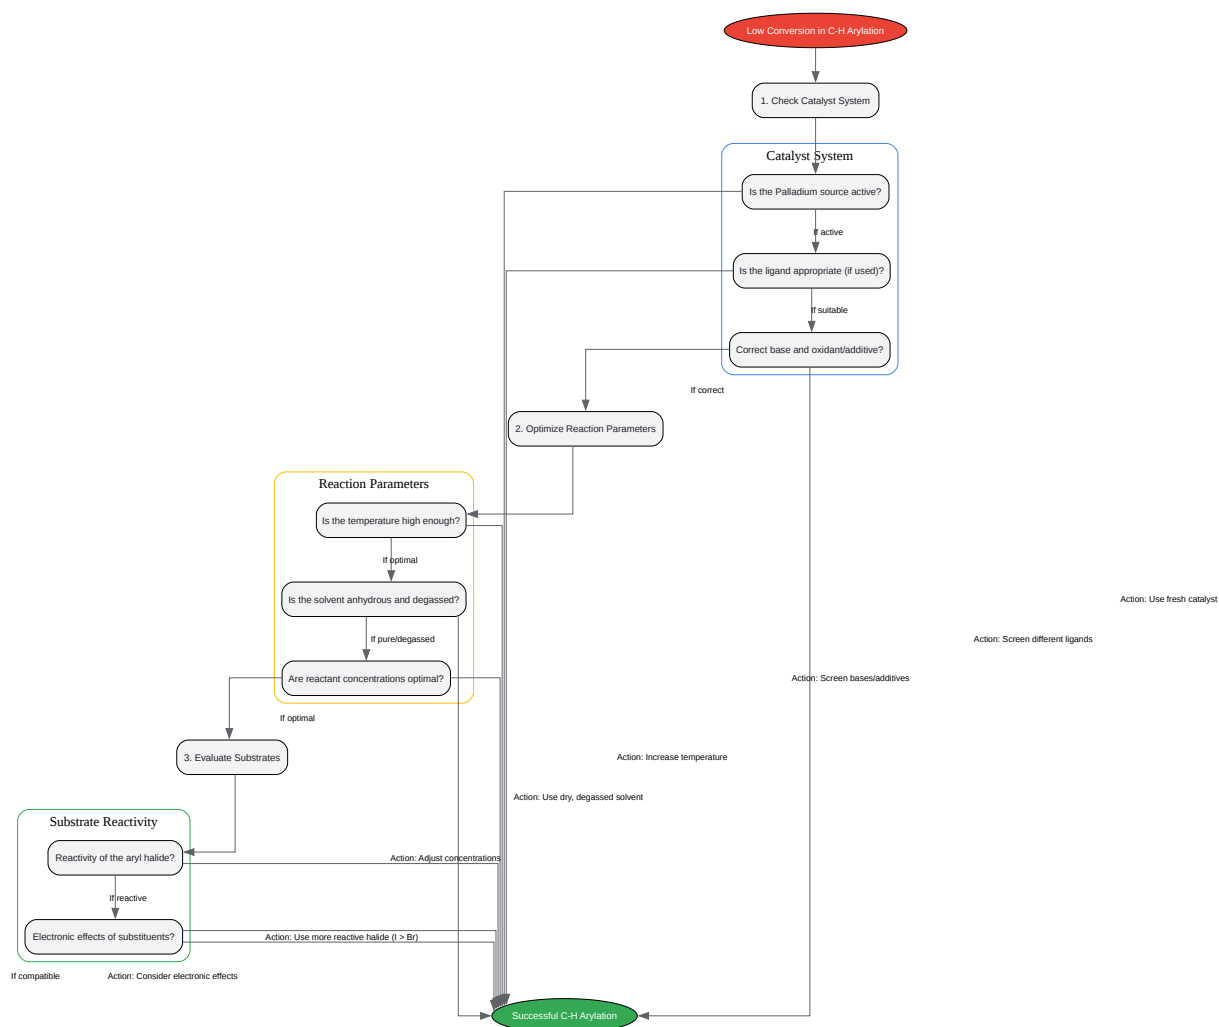 Low Conversion in C-H Arylation
1. Check Catalyst System
Catalyst System
Is the Palladium source active?
If active
Is the ligand appropriate (if used)?
If suitable
Correct base and oxidant/additive?
If correct
2. Optimize Reaction Parameters
Reaction Parameters
Is the temperature high enough?
If optimal
Is the solvent anhydrous and degassed?
Action: Use fresh catalyst
If pure/degassed
Action: Screen different ligands
Are reactant concentrations optimal?
Action: Screen bases/additives
If optimal
3. Evaluate Substrates
Action: Increase temperature
Action: Use dry, degassed solvent
Substrate Reactivity
Reactivity of the aryl halide?
Action: Adjust concentrations
If reactive
Electronic effects of substituents?
Action: Use more reactive halide (I > Br)
If compatible
Action: Consider electronic effects
Successful C-H Arylation